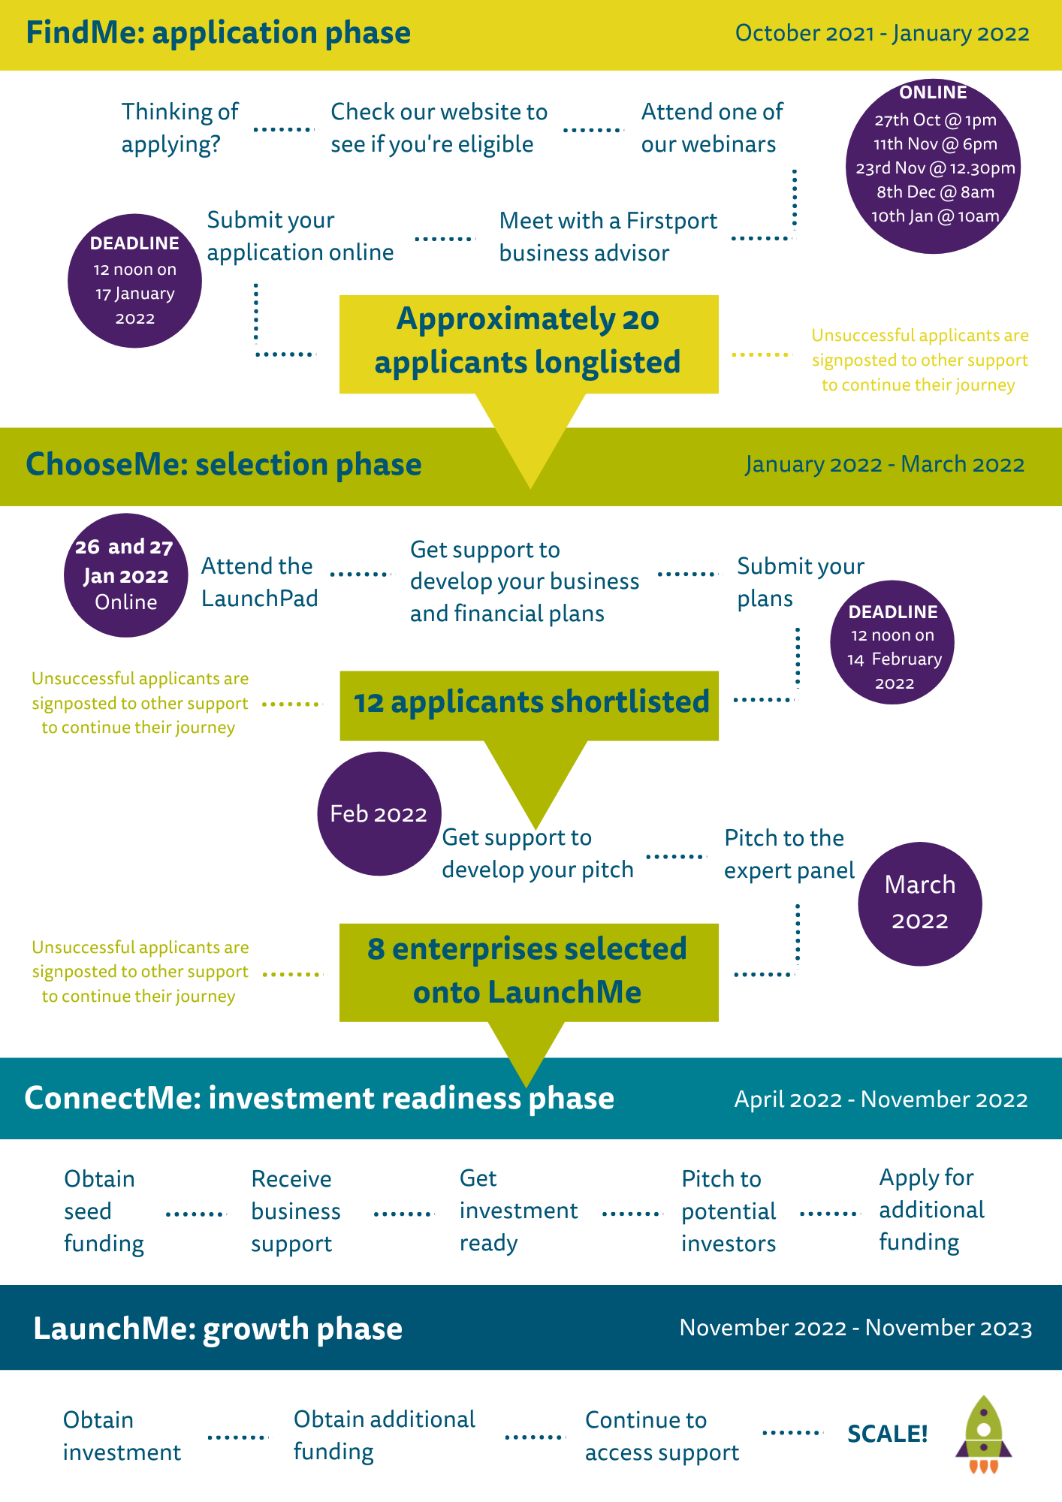 FindMe: application phase
October 2021 - January 2022
Thinking of
applying?
Check our website to
see if you're eligible
Attend one of
our webinars
ONLINE
27th Oct @ 1pm
11th Nov @ 6pm
23rd Nov @ 12.30pm
8th Dec @ 8am
10th Jan @ 10am
Meet with a Firstport
business advisor
Submit your
application online
DEADLINE
12 noon on
17 January
2022
Approximately 20
applicants longlisted
Unsuccessful applicants are
signposted to other support
to continue their journey
ChooseMe: selection phase
January 2022 - March 2022
26 and 27
Jan 2022
Online
Attend the
LaunchPad
Get support to
develop your business
and financial plans
Submit your
plans
DEADLINE
12 noon on
14 February
2022
12 applicants shortlisted
Unsuccessful applicants are
signposted to other support
to continue their journey
Feb 2022
Get support to
develop your pitch
Pitch to the
expert panel
March
2022
8 enterprises selected
onto LaunchMe
Unsuccessful applicants are
signposted to other support
to continue their journey
ConnectMe: investment readiness phase
April 2022 - November 2022
Obtain
seed
funding
Receive
business
support
Get
investment
ready
Pitch to
potential
investors
Apply for
additional
funding
LaunchMe: growth phase
November 2022 - November 2023
Obtain
investment
Obtain additional
funding
Continue to
access support
SCALE!